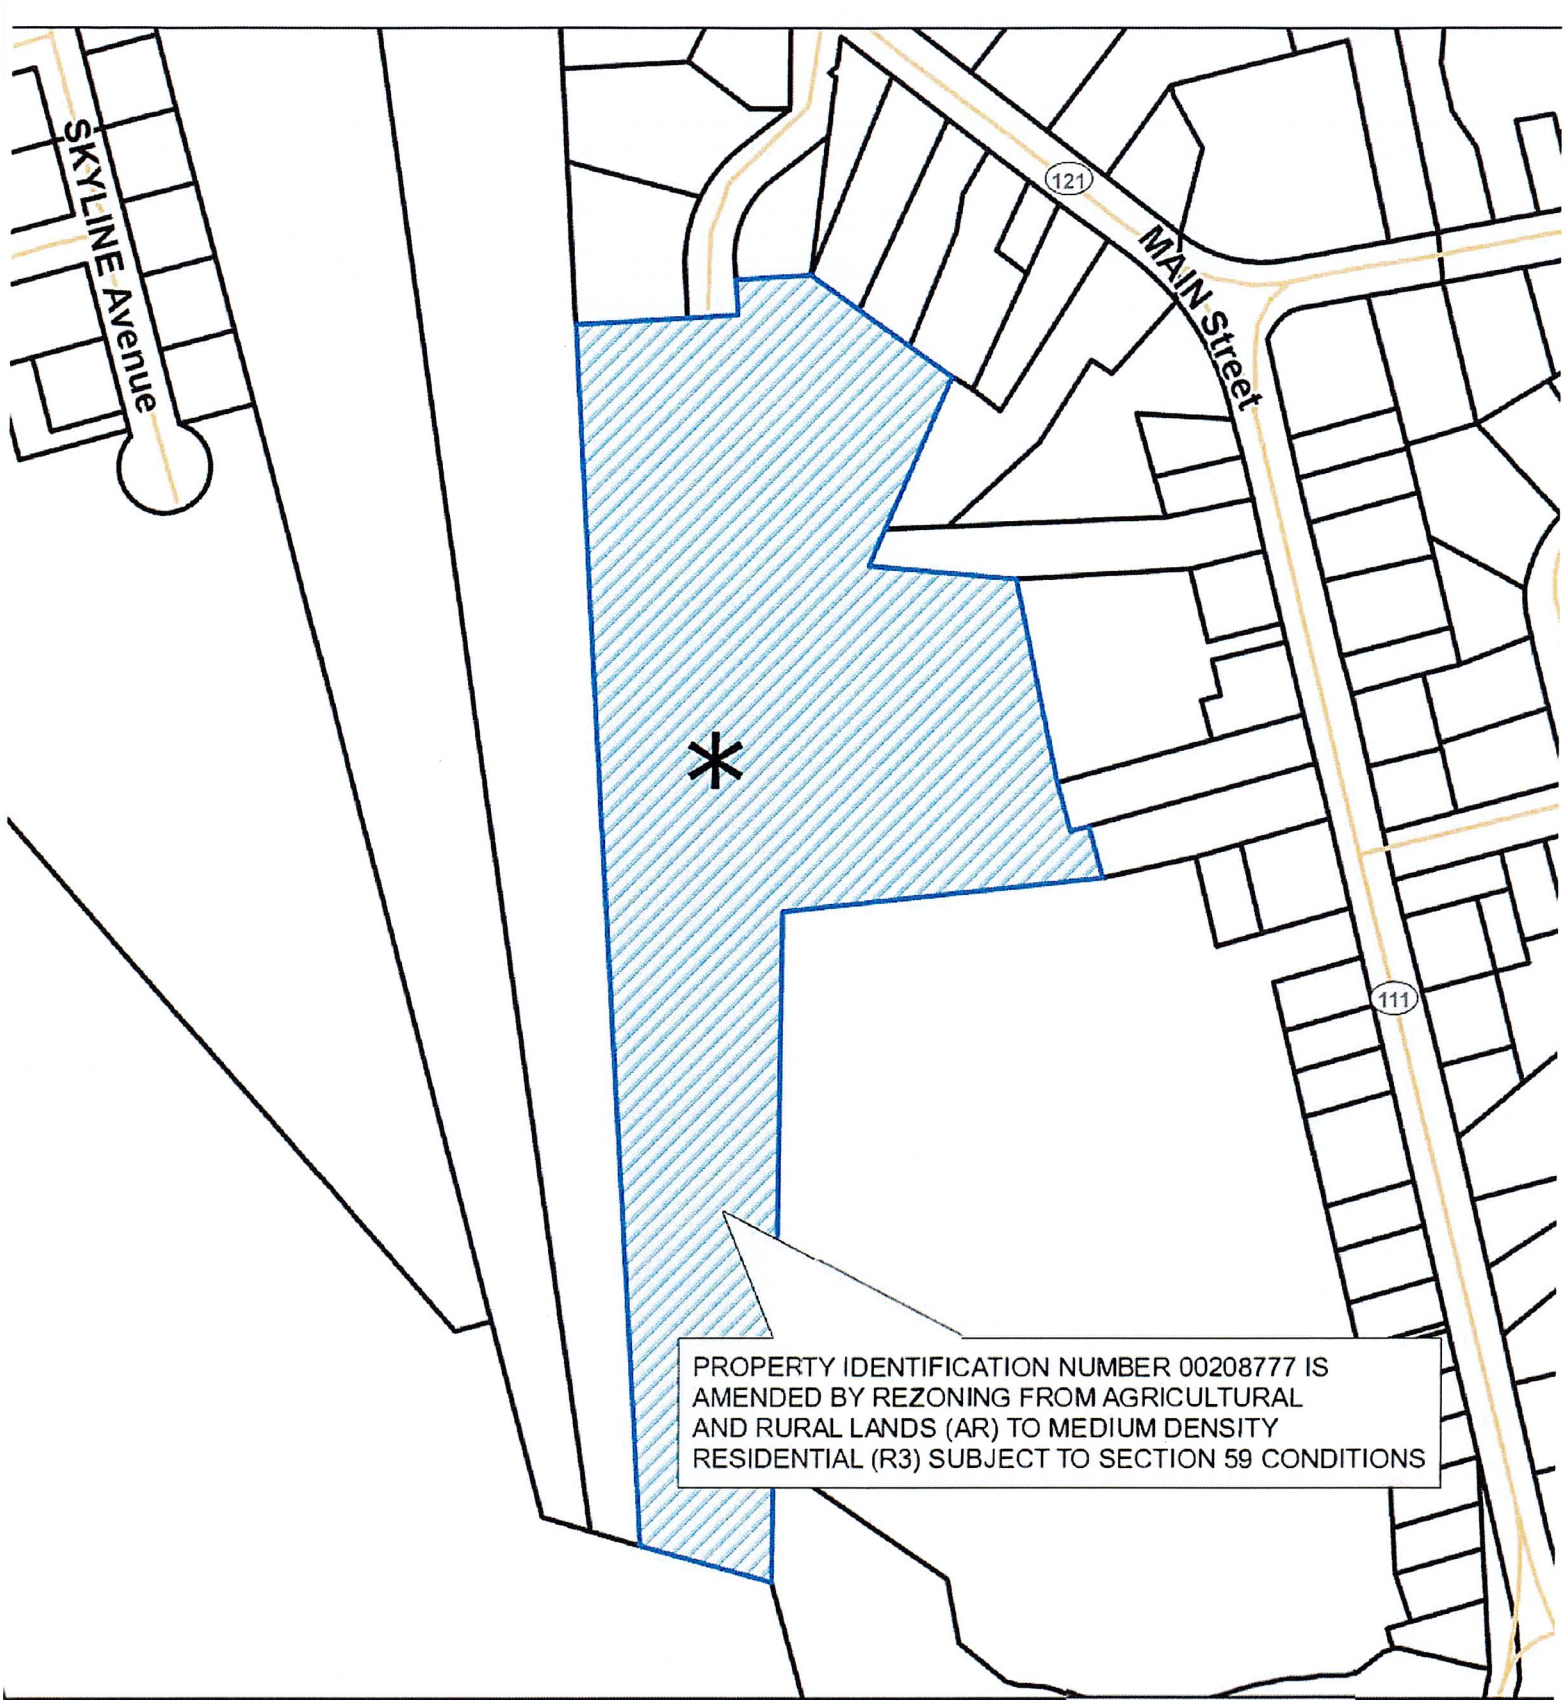 SKYLINE Avenue
121
MAIN Street
*
111
PROPERTY IDENTIFICATION NUMBER 00208777 IS
AMENDED BY REZONING FROM AGRICULTURAL
AND RURAL LANDS (AR) TO MEDIUM DENSITY
RESIDENTIAL (R3) SUBJECT TO SECTION 59 CONDITIONS